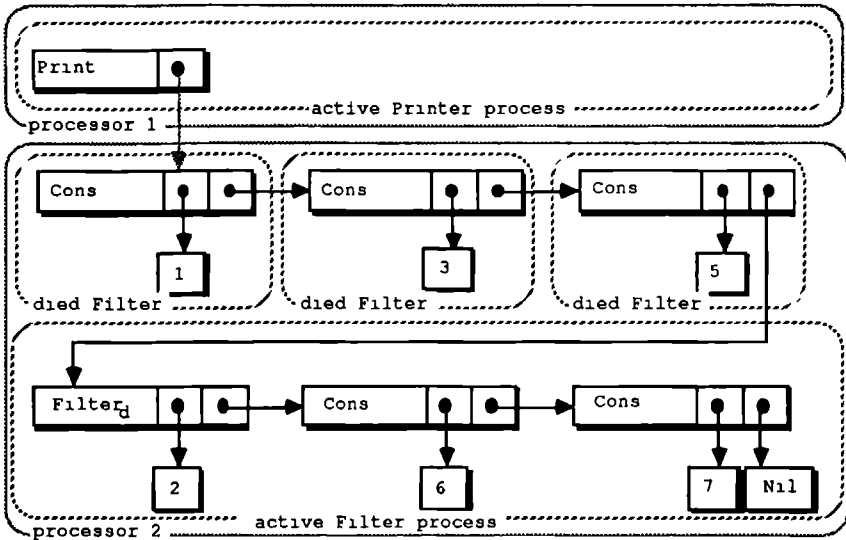 Print
active Printer process
processor 1
Cons Cons Cons
1 3 5
died Filter died Filter died Filter
Filterd Cons Cons
2 6 7 Nil
active Filter process
processor 2